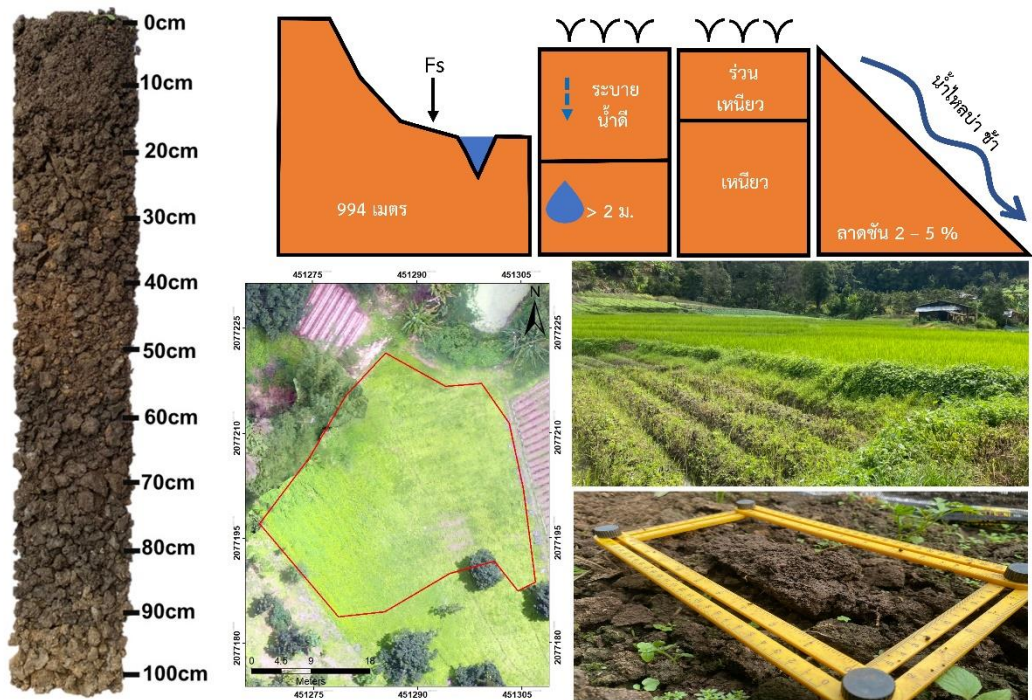 0cm
10cm
20cm
30cm
40cm
50cm
60cm
70cm
80cm
90cm
100cm
Fs
994 เมตร
ระบาย
น้ำดี
> 2 ม.
ร่วน
เหนียว
เหนียว
น้ำไหลบ่า ช้า
ลาดชัน 2 – 5 %
451275 451290 451305
N
2077225
2077210
2077195
2077180
2077225
2077210
2077195
2077180
0 4.5 9 18
Meters
451275 451290 451305